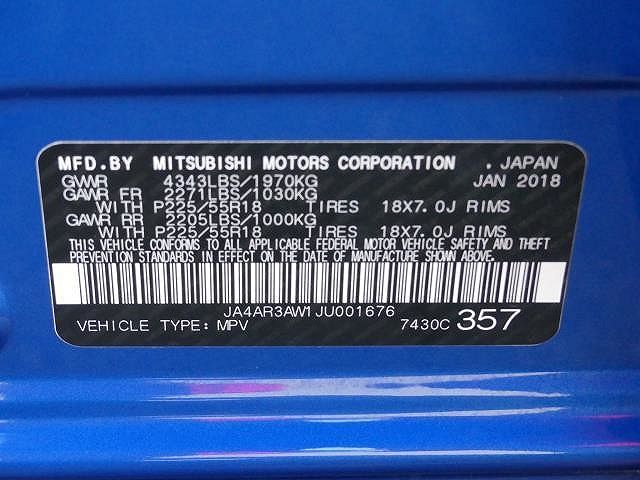 MFD.BY MITSUBISHI MOTORS CORPORATION . JAPAN
GVWR 4343LBS/1970KG JAN 2018
GAWR FR 2271LBS/1030KG
WITH P225/55R18 TIRES 18X7.0J RIMS
GAWR RR 2205LBS/1000KG
WITH P225/55R18 TIRES 18X7.0J RIMS
THIS VEHICLE CONFORMS TO ALL APPLICABLE FEDERAL MOTOR VEHICLE SAFETY AND THEFT
PREVENTION STANDARDS IN EFFECT ON THE DATE OF MANUFACTURE SHOWN ABOVE.
JA4AR3AW1JU001676
VEHICLE TYPE: MPV 7430C 357